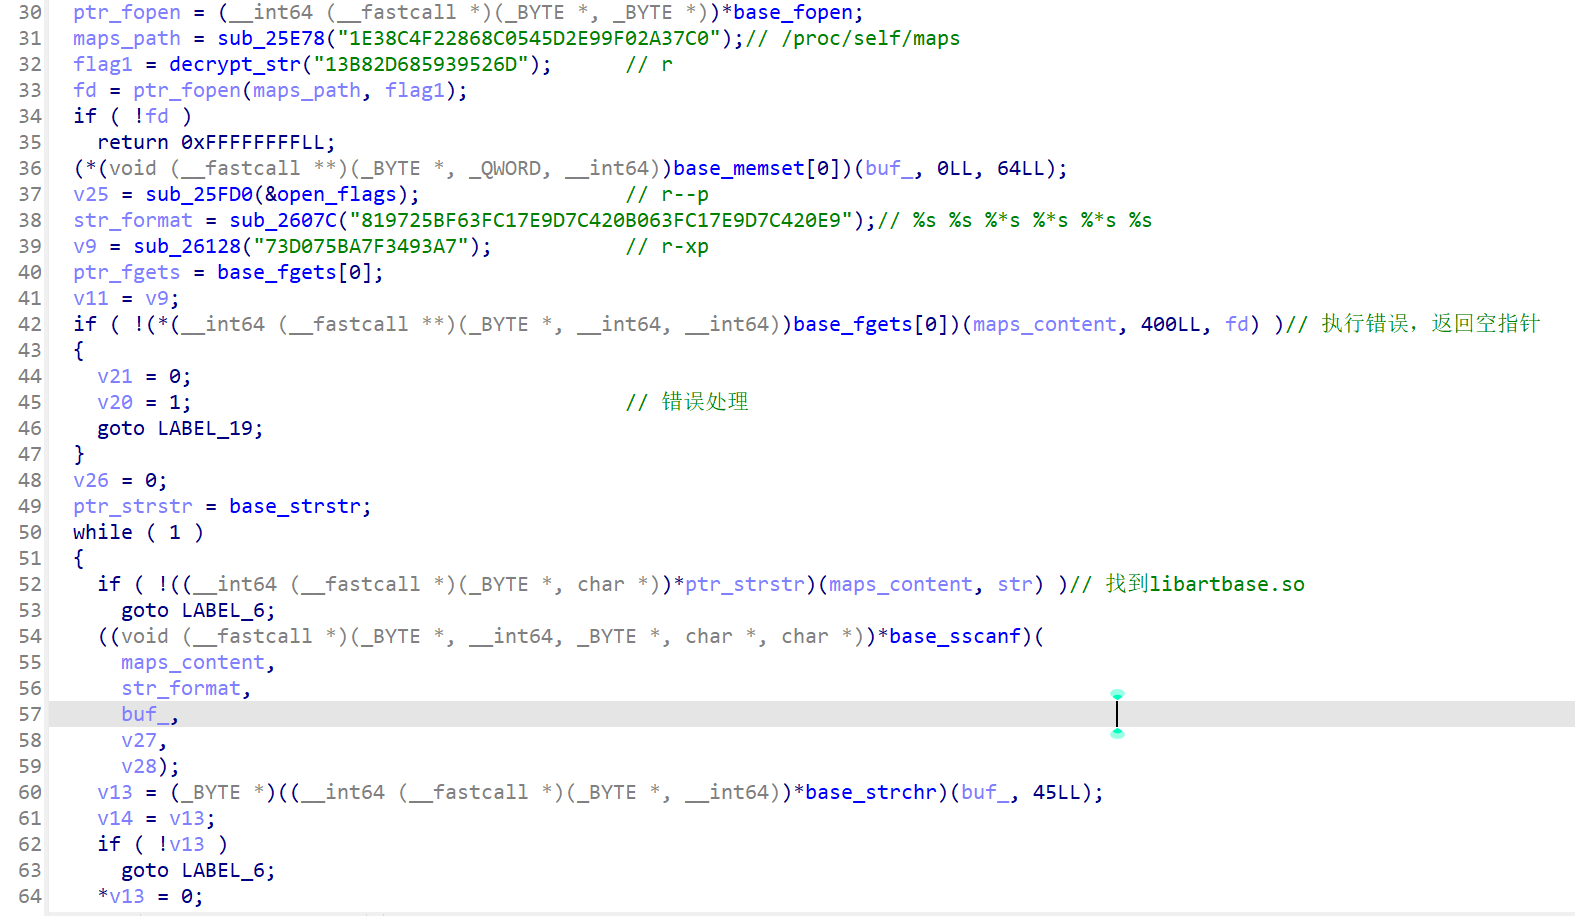 30 ptr_fopen = (__int64 (__fastcall *)(_BYTE *, _BYTE *))*base_fopen;
31 maps_path = sub_25E78("1E38C4F22868C0545D2E99F02A37C0");// /proc/self/maps
32 flag1 = decrypt_str("13B82D685939526D"); // r
33 fd = ptr_fopen(maps_path, flag1);
34 if ( !fd )
35 return 0xFFFFFFFFLL;
36 (*(void (__fastcall **)(_BYTE *, _QWORD, __int64))base_memset[0])(buf_, 0LL, 64LL);
37 v25 = sub_25FD0(&open_flags); // r--p
38 str_format = sub_2607C("819725BF63FC17E9D7C420B063FC17E9D7C420E9");// %s %s %*s %*s %*s %s
39 v9 = sub_26128("73D075BA7F3493A7"); // r-xp
40 ptr_fgets = base_fgets[0];
41 v11 = v9;
42 if ( !(*(__int64 (__fastcall **)(_BYTE *, __int64, __int64))base_fgets[0])(maps_content, 400LL, fd) )// 执行错误，返回空指针
43 {
44 v21 = 0;
45 v20 = 1; // 错误处理
46 goto LABEL_19;
47 }
48 v26 = 0;
49 ptr_strstr = base_strstr;
50 while ( 1 )
51 {
52 if ( !((__int64 (__fastcall *)(_BYTE *, char *))*ptr_strstr)(maps_content, str) )// 找到libartbase.so
53 goto LABEL_6;
54 ((void (__fastcall *)(_BYTE *, __int64, _BYTE *, char *, char *))*base_sscanf)(
55 maps_content,
56 str_format,
57 buf_,
58 v27,
59 v28);
60 v13 = (_BYTE *)((__int64 (__fastcall *)(_BYTE *, __int64))*base_strchr)(buf_, 45LL);
61 v14 = v13;
62 if ( !v13 )
63 goto LABEL_6;
64 *v13 = 0;